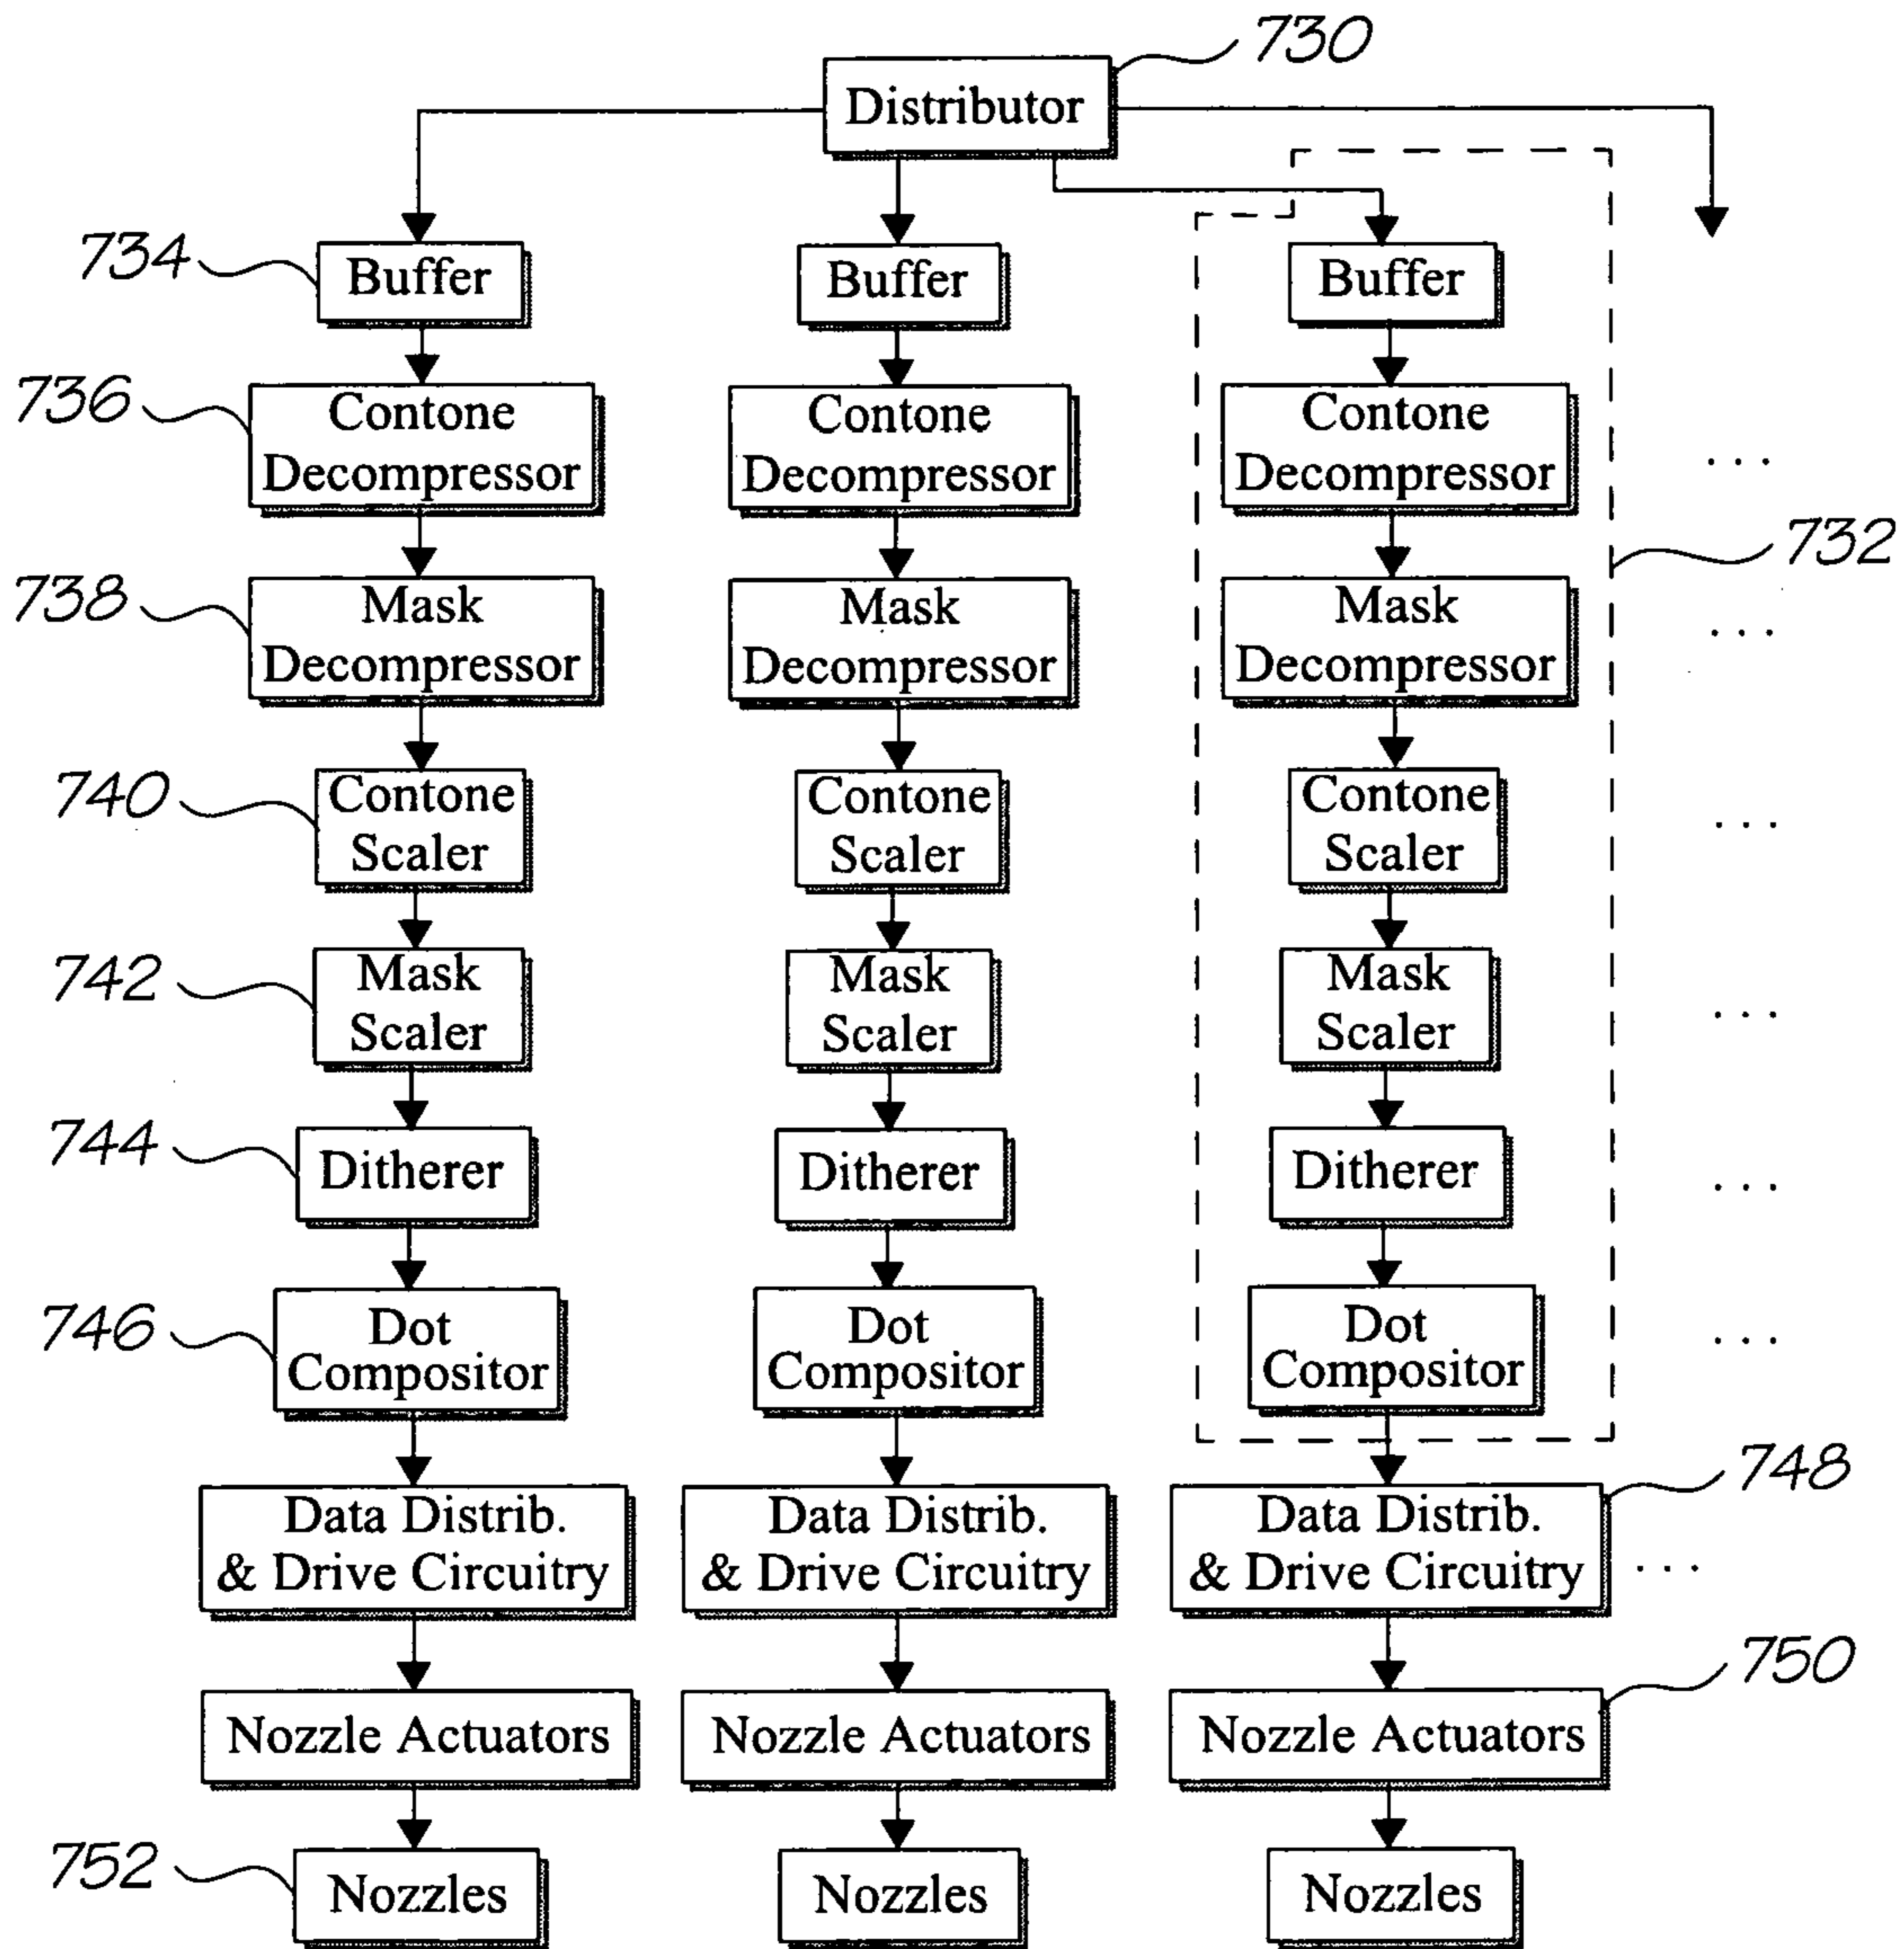 730
Distributor
734
Buffer
Buffer
Buffer
736
Contone
Decompressor
Contone
Decompressor
Contone
Decompressor
...
732
738
Mask
Decompressor
Mask
Decompressor
Mask
Decompressor
...
740
Contone
Scaler
Contone
Scaler
Contone
Scaler
...
742
Mask
Scaler
Mask
Scaler
Mask
Scaler
...
744
Ditherer
Ditherer
Ditherer
...
746
Dot
Compositor
Dot
Compositor
Dot
Compositor
...
748
Data Distrib.
& Drive Circuitry
Data Distrib.
& Drive Circuitry
Data Distrib.
& Drive Circuitry
...
750
Nozzle Actuators
Nozzle Actuators
Nozzle Actuators
752
Nozzles
Nozzles
Nozzles